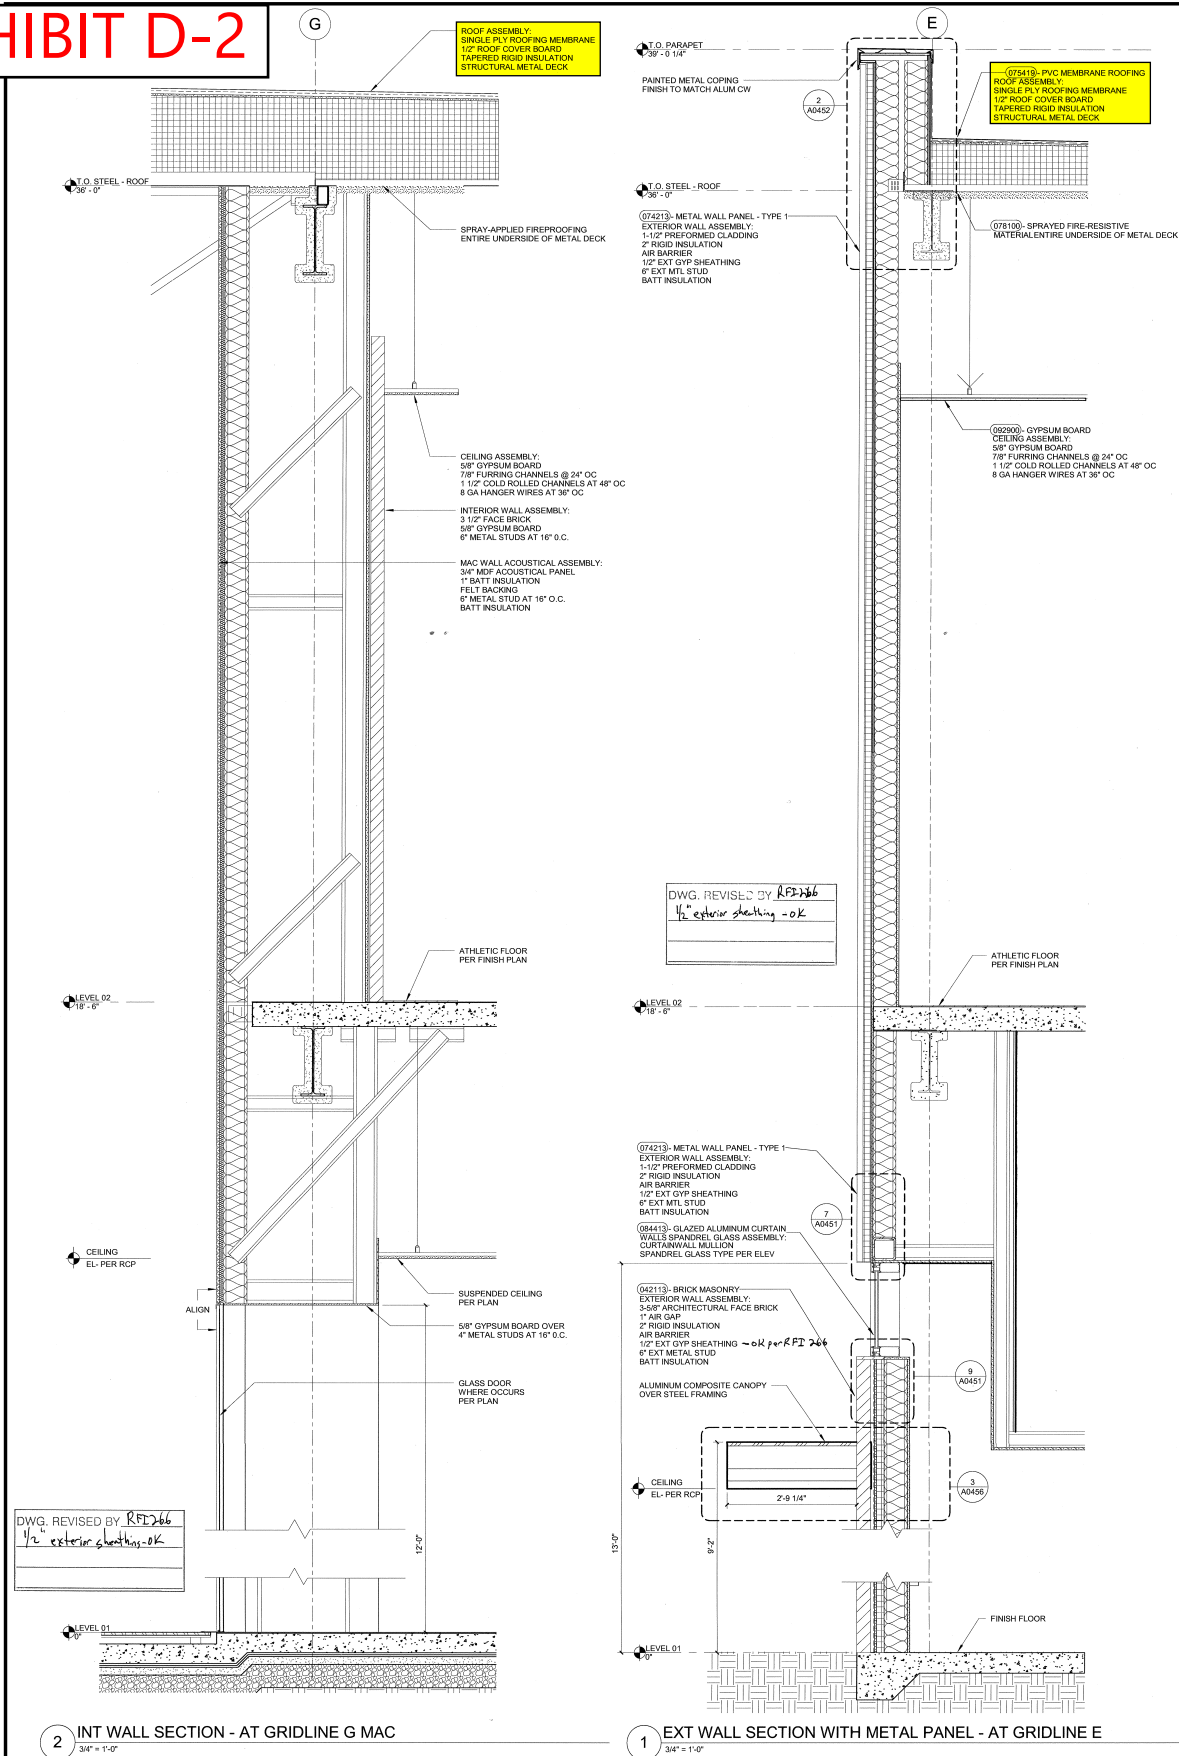 HIBIT D-2
G
ROOF ASSEMBLY:
SINGLE PLY ROOFING MEMBRANE
1/2" ROOF COVER BOARD
TAPERED RIGID INSULATION
STRUCTURAL METAL DECK
T.O. STEEL - ROOF
36' - 0"
SPRAY-APPLIED FIREPROOFING
ENTIRE UNDERSIDE OF METAL DECK
CEILING ASSEMBLY:
5/8" GYPSUM BOARD
7/8" FURRING CHANNELS @ 24" OC
1 1/2" COLD ROLLED CHANNELS AT 48" OC
8 GA HANGER WIRES AT 36" OC
INTERIOR WALL ASSEMBLY:
3 1/2" FACE BRICK
5/8" GYPSUM BOARD
6" METAL STUDS AT 16" 0.C.
MAC WALL ACOUSTICAL ASSEMBLY:
3/4" MDF ACOUSTICAL PANEL
1" BATT INSULATION
FELT BACKING
6" METAL STUD AT 16" O.C.
BATT INSULATION
ATHLETIC FLOOR
PER FINISH PLAN
LEVEL 02
18' - 6"
CEILING
EL- PER RCP
ALIGN
SUSPENDED CEILING
PER PLAN
5/8" GYPSUM BOARD OVER
4" METAL STUDS AT 16" 0.C.
GLASS DOOR
WHERE OCCURS
PER PLAN
DWG. REVISED BY RFI 266
1/2" exterior sheathing-OK
12'-0"
LEVEL 01
0"
2
INT WALL SECTION - AT GRIDLINE G MAC
3/4" = 1'-0"
E
T.O. PARAPET
39' - 0 1/4"
PAINTED METAL COPING
FINISH TO MATCH ALUM CW
2
A0452
075419 - PVC MEMBRANE ROOFING
ROOF ASSEMBLY:
SINGLE PLY ROOFING MEMBRANE
1/2" ROOF COVER BOARD
TAPERED RIGID INSULATION
STRUCTURAL METAL DECK
T.O. STEEL - ROOF
36' - 0"
074213 - METAL WALL PANEL - TYPE 1
EXTERIOR WALL ASSEMBLY:
1-1/2" PREFORMED CLADDING
2" RIGID INSULATION
AIR BARRIER
1/2" EXT GYP SHEATHING
6" EXT MTL STUD
BATT INSULATION
078100 - SPRAYED FIRE-RESISTIVE
MATERIALENTIRE UNDERSIDE OF METAL DECK
092900 - GYPSUM BOARD
CEILING ASSEMBLY:
5/8" GYPSUM BOARD
7/8" FURRING CHANNELS @ 24" OC
1 1/2" COLD ROLLED CHANNELS AT 48" OC
8 GA HANGER WIRES AT 36" OC
DWG. REVISED BY RFI 266
1/2" exterior sheathing - OK
ATHLETIC FLOOR
PER FINISH PLAN
LEVEL 02
18' - 6"
074213 - METAL WALL PANEL - TYPE 1
EXTERIOR WALL ASSEMBLY:
1-1/2" PREFORMED CLADDING
2" RIGID INSULATION
AIR BARRIER
1/2" EXT GYP SHEATHING
6" EXT MTL STUD
BATT INSULATION
7
A0451
084413 - GLAZED ALUMINUM CURTAIN
WALLS SPANDREL GLASS ASSEMBLY:
CURTAINWALL MULLION
SPANDREL GLASS TYPE PER ELEV
042113 - BRICK MASONRY
EXTERIOR WALL ASSEMBLY:
3-5/8" ARCHITECTURAL FACE BRICK
1" AIR GAP
2" RIGID INSULATION
AIR BARRIER
1/2" EXT GYP SHEATHING - ok per RFI 266
6" EXT METAL STUD
BATT INSULATION
9
A0451
ALUMINUM COMPOSITE CANOPY
OVER STEEL FRAMING
CEILING
EL- PER RCP
2'-9 1/4"
3
A0456
13'-0"
9'-2"
FINISH FLOOR
LEVEL 01
0"
1
EXT WALL SECTION WITH METAL PANEL - AT GRIDLINE E
3/4" = 1'-0"